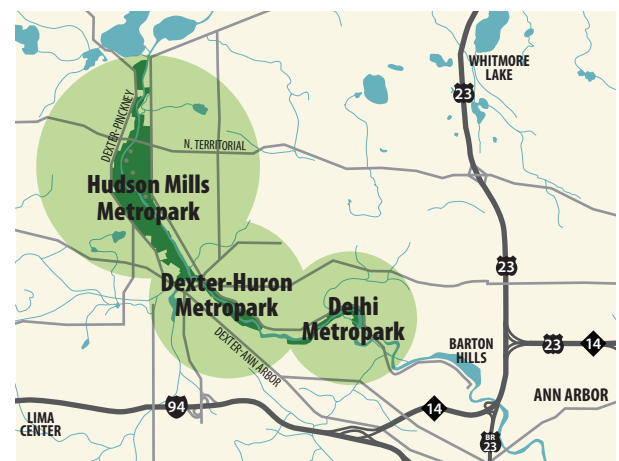 WHITMORE
LAKE
23
DEXTER-PINCKNEY
N. TERRITORIAL
Hudson Mills
Metropark
23
Dexter-Huron
Metropark
Delhi
Metropark
DEXTER-ANN ARBOR
BARTON
HILLS
23
14
ANN ARBOR
94
14
LIMA
CENTER
BR
23